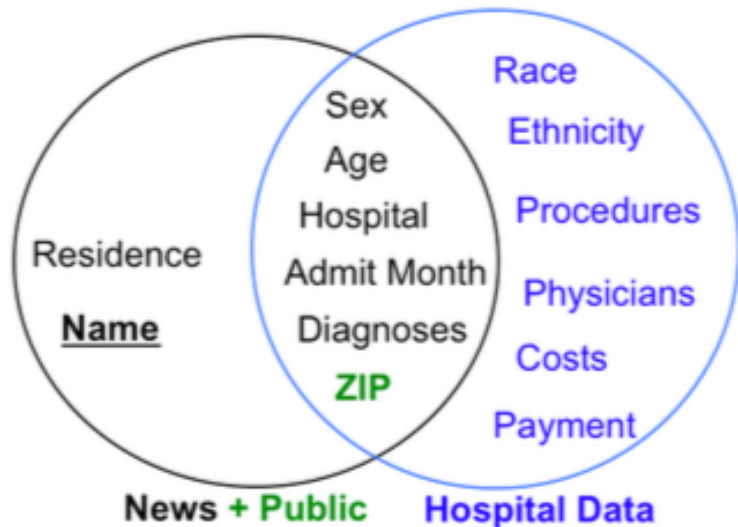 Residence
Name
Sex
Age
Hospital
Admit Month
Diagnoses
ZIP
Race
Ethnicity
Procedures
Physicians
Costs
Payment
News + Public
Hospital Data